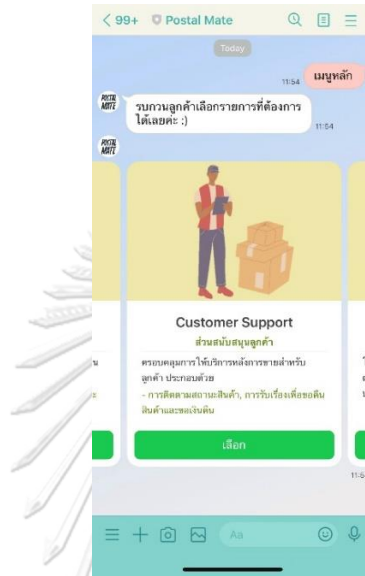 99+ Postal Mate
Today
11:54 เมนูหลัก
POSTAL MATE
รบกวนลูกค้าเลือกรายการที่ต้องการ
ได้เลยค่ะ :)
11:54
POSTAL MATE
Customer Support
ส่วนสนับสนุนลูกค้า
ครอบคลุมการให้บริการหลังการขายสำหรับ
ลูกค้า ประกอบด้วย
- การติดตามสถานะสินค้า, การรับเรื่องเพื่อขอคืน
สินค้าและขอเงินคืน
เลือก
Aa